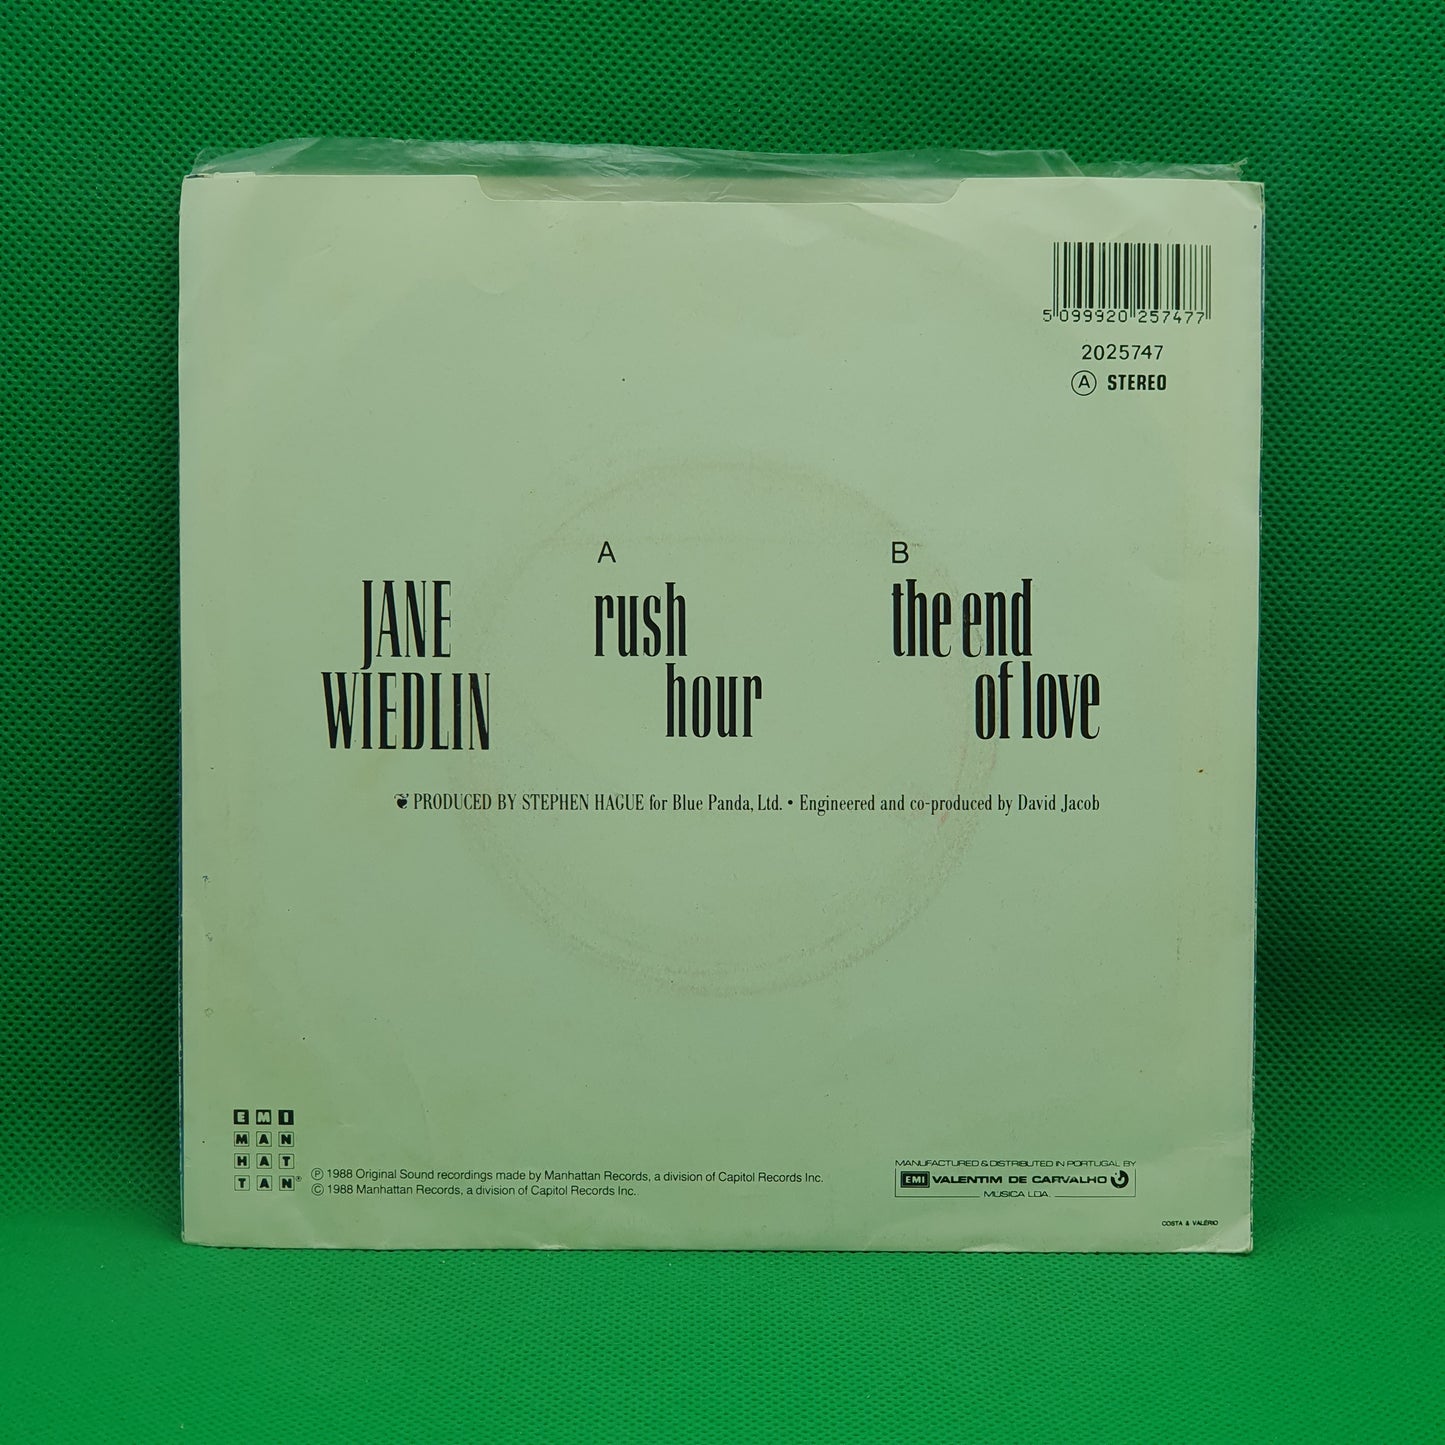 5 099920 257477
2025747
A STEREO
A
B
JANE
WIEDLIN
rush
hour
the end
of love
❦ PRODUCED BY STEPHEN HAGUE for Blue Panda, Ltd. • Engineered and co-produced by David Jacob
EMI
MAN
HAT
TAN®
℗ 1988 Original Sound recordings made by Manhattan Records, a division of Capitol Records Inc.
© 1988 Manhattan Records, a division of Capitol Records Inc.
MANUFACTURED & DISTRIBUTED IN PORTUGAL BY
EMI VALENTIM DE CARVALHO
MÚSICA LDA.
COSTA & VALÉRIO